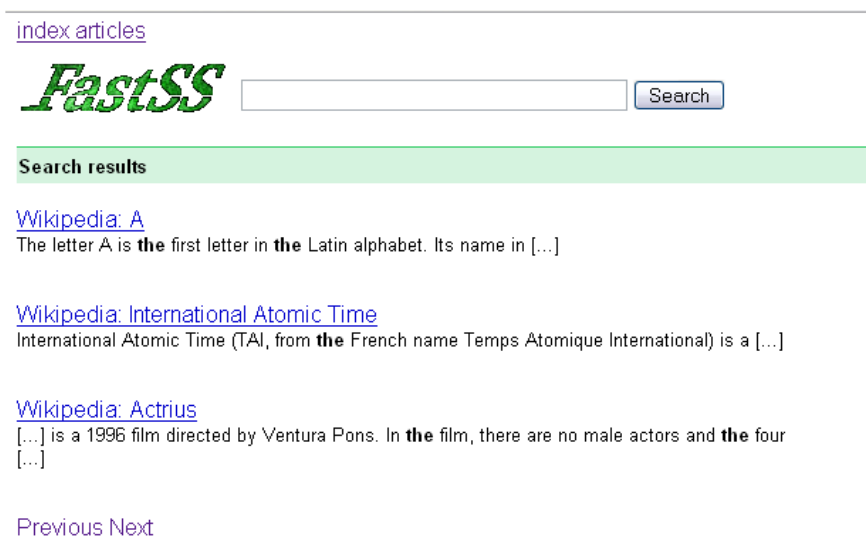 index articles
FastSS
Search
Search results
Wikipedia: A
The letter A is the first letter in the Latin alphabet. Its name in [...]
Wikipedia: International Atomic Time
International Atomic Time (TAI, from the French name Temps Atomique International) is a [...]
Wikipedia: Actrius
[...] is a 1996 film directed by Ventura Pons. In the film, there are no male actors and the four
[...]
Previous Next